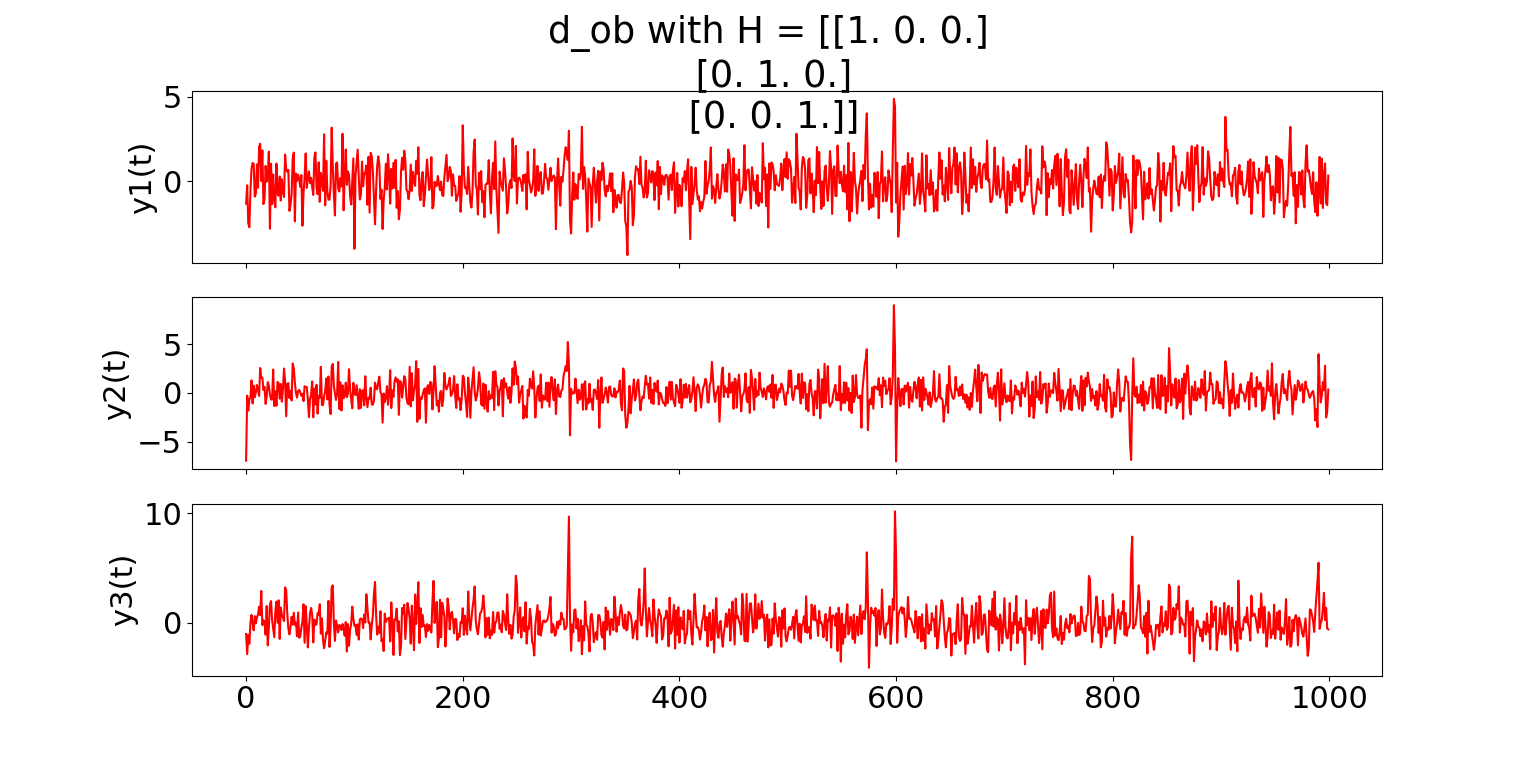 d_ob with H = [[1. 0. 0.]
[0. 1. 0.]
[0. 0. 1.]]
5
0
y1(t)
5
0
−5
y2(t)
10
0
y3(t)
0 200 400 600 800 1000